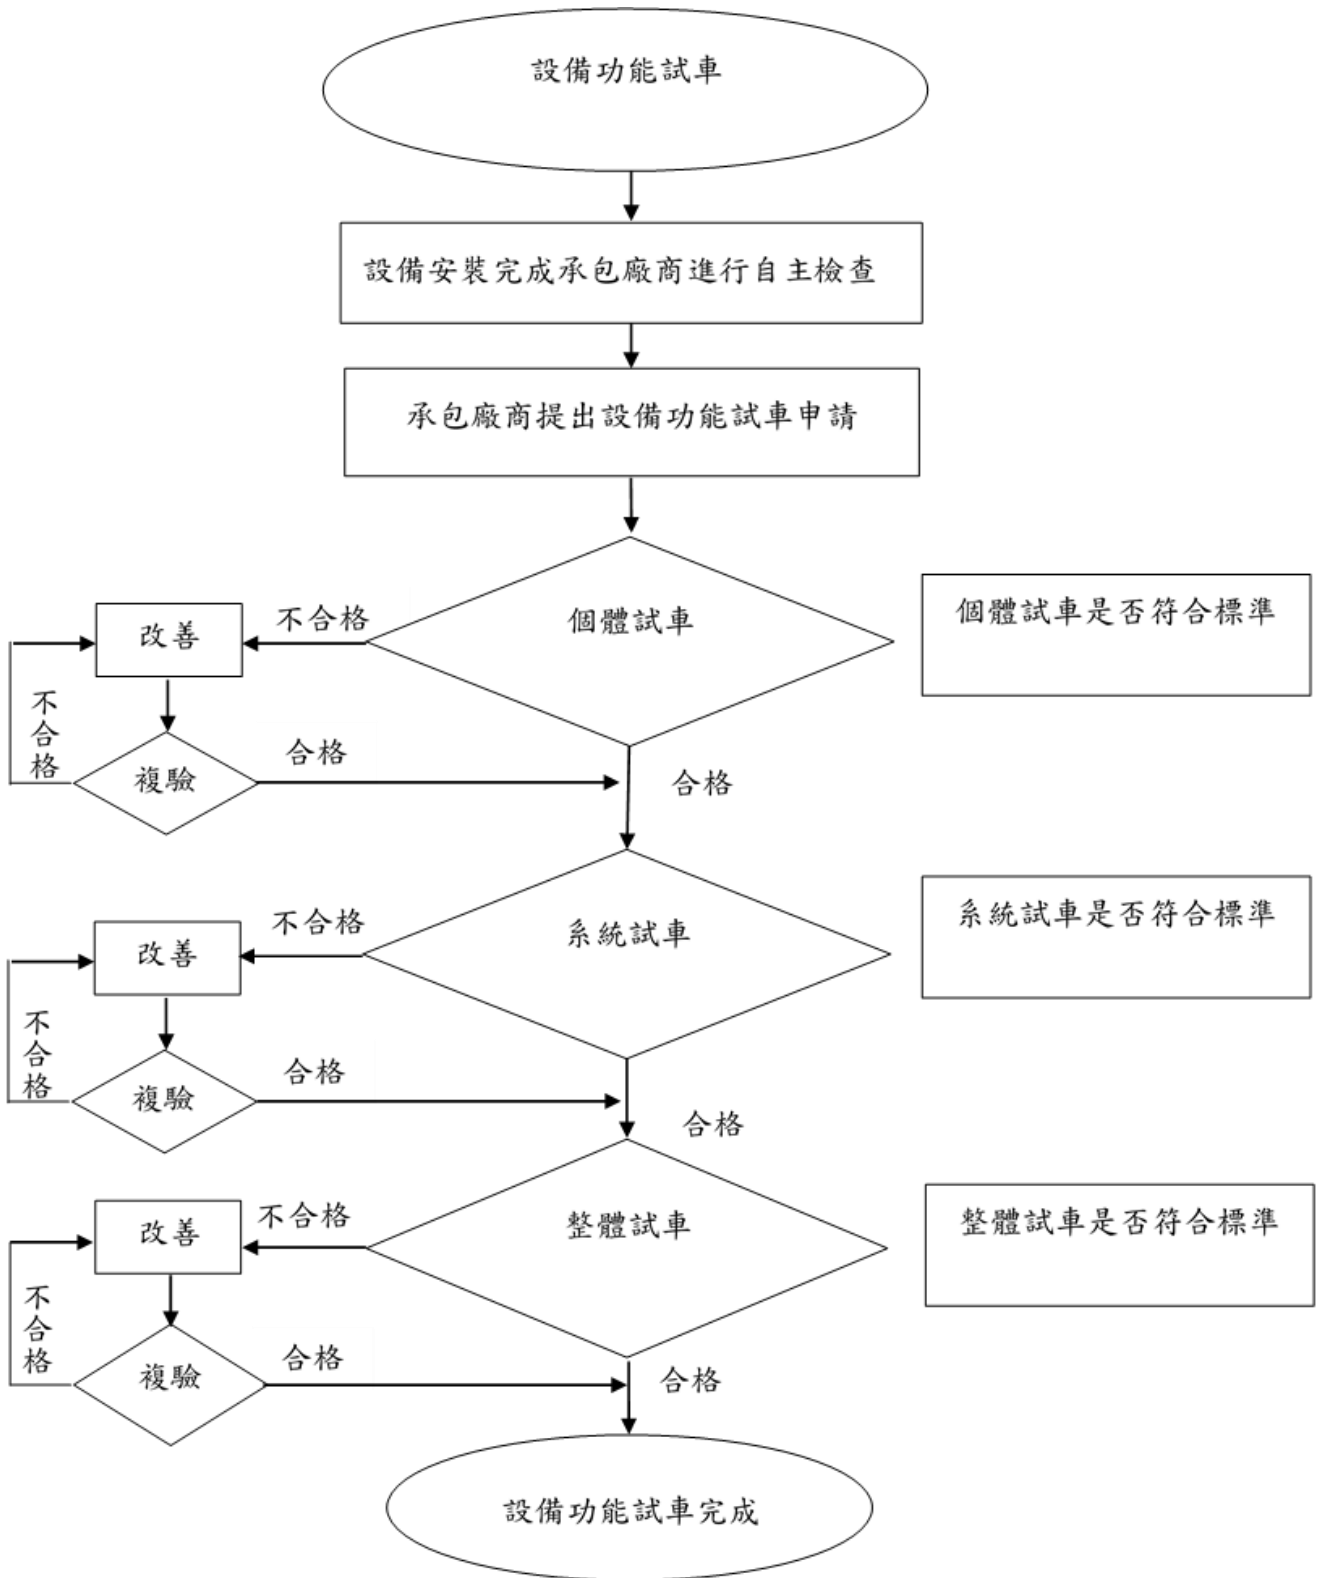 設備功能試車
設備安裝完成承包廠商進行自主檢查
承包廠商提出設備功能試車申請
個體試車
個體試車是否符合標準
不合格
改善
不合格
複驗
合格
合格
系統試車
系統試車是否符合標準
不合格
改善
不合格
複驗
合格
合格
整體試車
整體試車是否符合標準
不合格
改善
不合格
複驗
合格
合格
設備功能試車完成